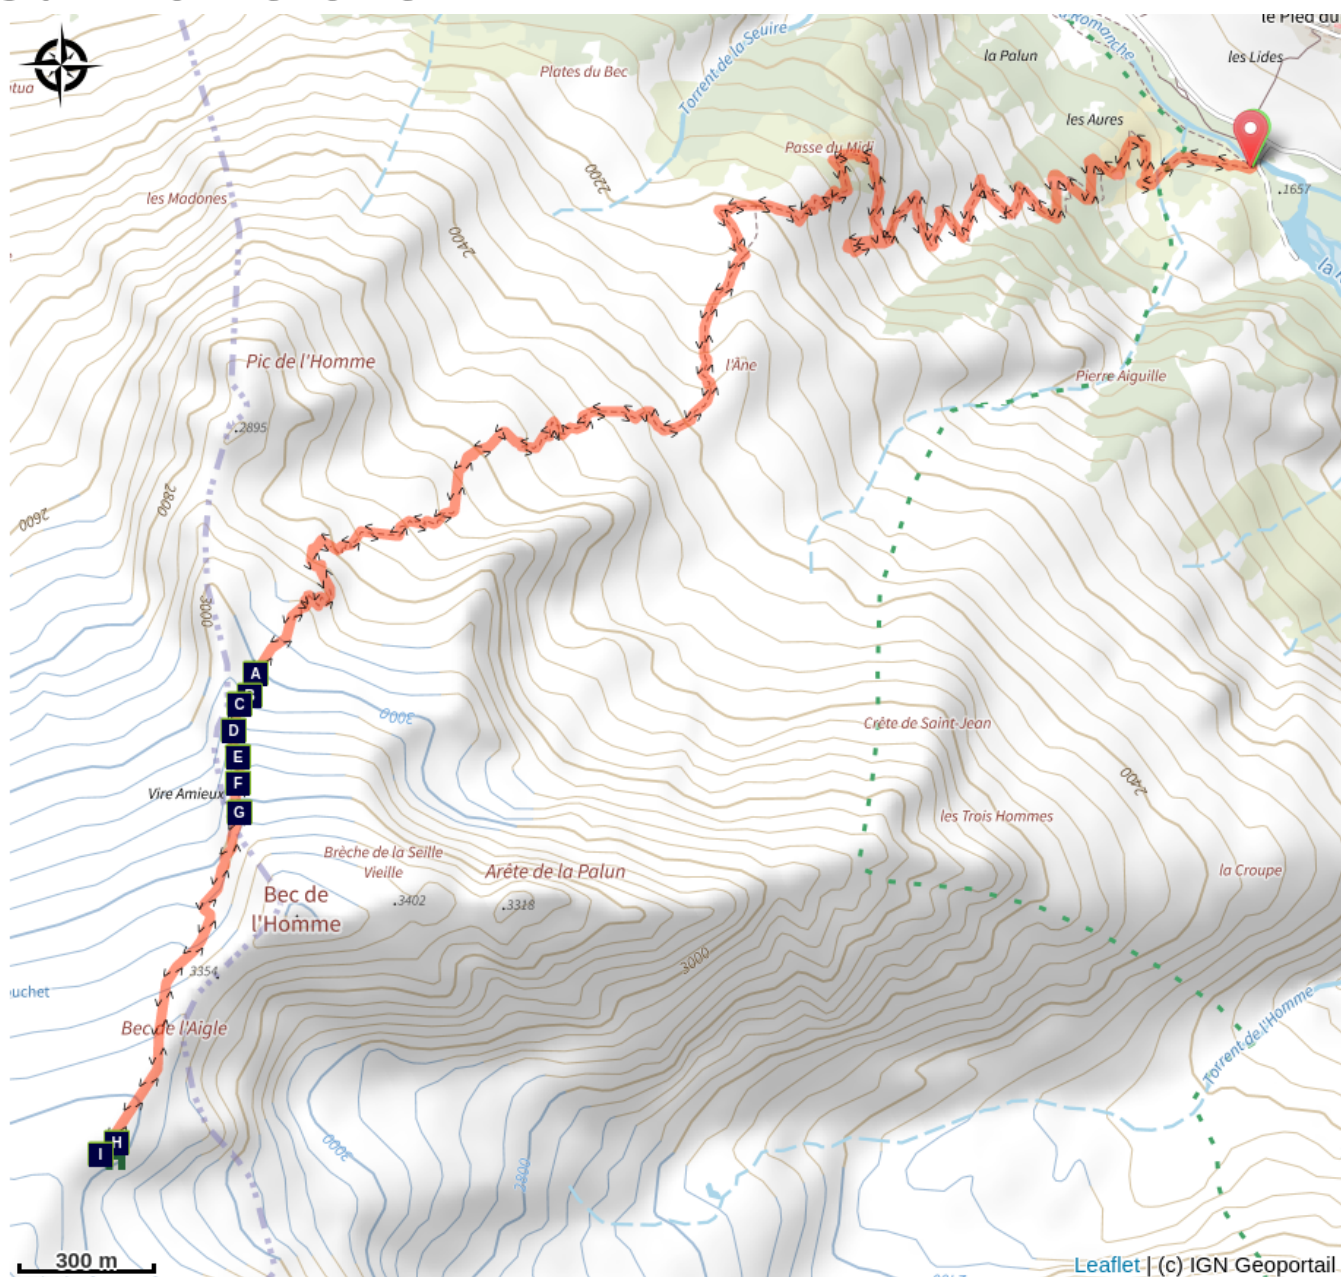 le Pied du
la Romanche
la Palun
les Lides
Plates du Bec
Torrent de la Seuire
tua
les Aures
Passe du Midi
2200
.1657
les Madones
2400
Pic de l'Homme
l'Âne
Pierre Aiguille
.2895
2800
2600
3000
A
C
D
E
F
G
3000
Crête de Saint-Jean
Vire Amieux
2400
les Trois Hommes
Brèche de la Seille
Vieille
Arête de la Palun
la Croupe
Bec de
l'Homme
.3402
.3318
3354
3000
uchet
Bec de l'Aigle
Torrent de l'Homme
H
I
3000
2800
300 m
Leaflet | (c) IGN Geoportail